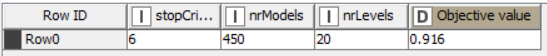 Row ID I stopCri... I nrModels I nrLevels D Objective value
Row0 6 450 20 0.916